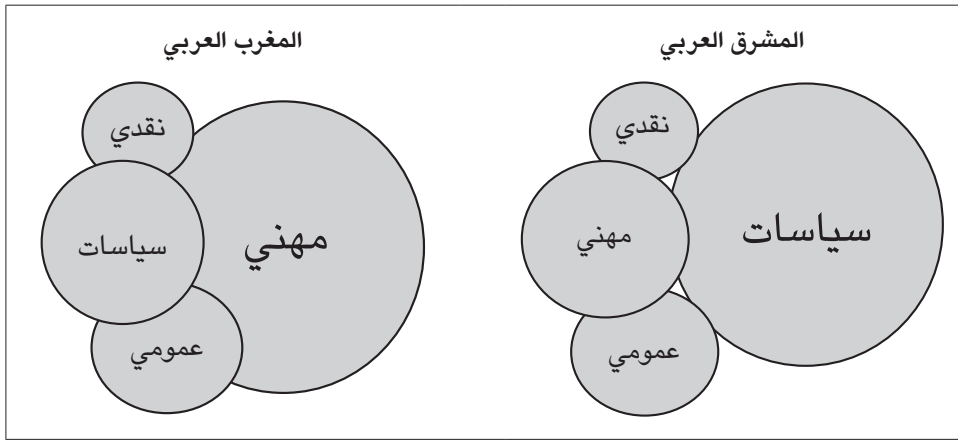 المشرق العربي
نقدي
سياسات
مهني
عمومي
المغرب العربي
نقدي
مهني
سياسات
عمومي